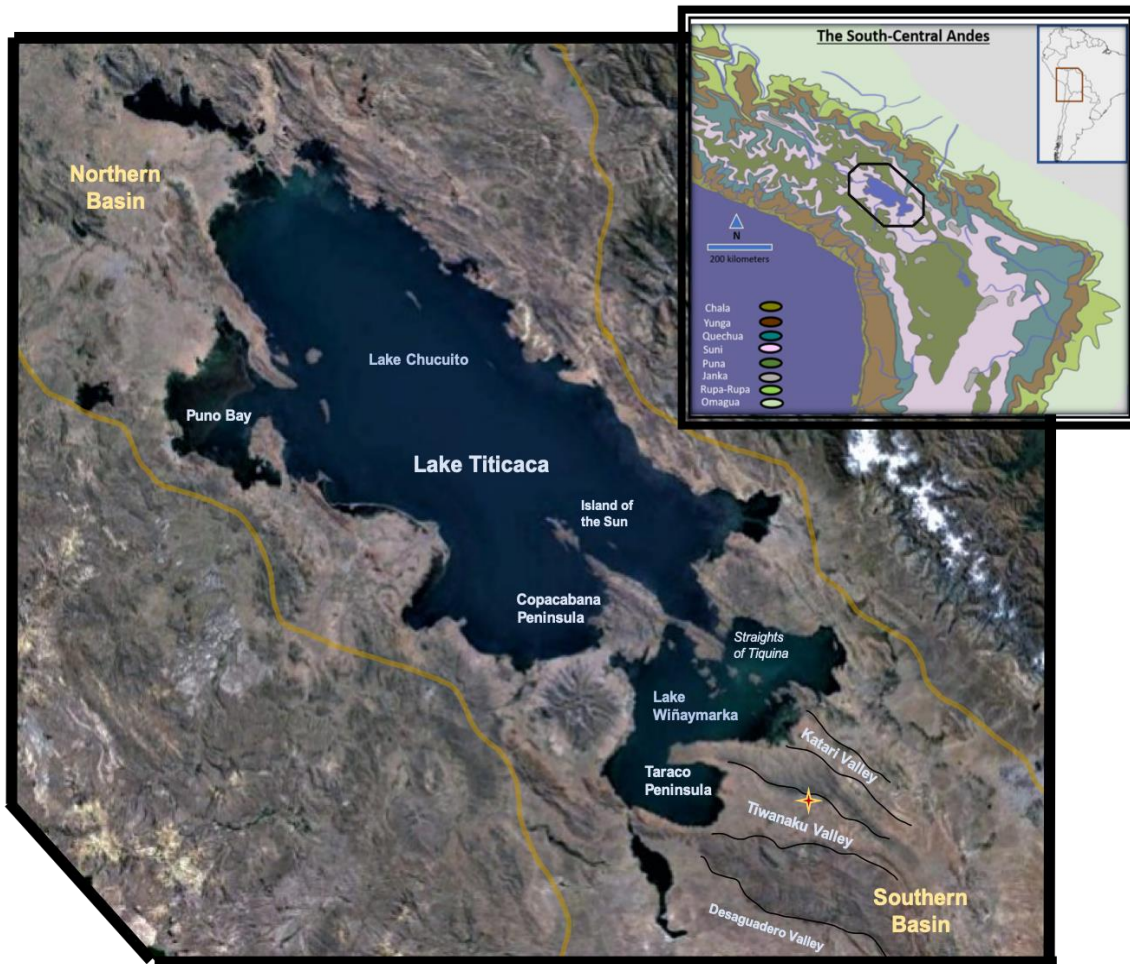 The South-Central Andes
N
200 kilometers
Chala
Yunga
Quechua
Suni
Puna
Janka
Rupa-Rupa
Omagua
Northern
Basin
Lake Chucuito
Puno Bay
Lake Titicaca
Island of
the Sun
Copacabana
Peninsula
Straights
of Tiquina
Lake
Wiñaymarka
Katari Valley
Taraco
Peninsula
Tiwanaku Valley
Southern
Basin
Desaguadero Valley